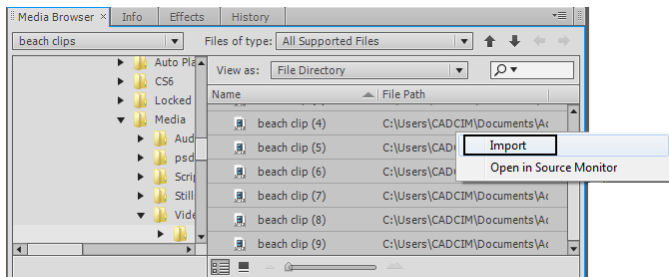 Media Browser × Info Effects History
beach clips Files of type: All Supported Files
Auto Pla View as: File Directory
CS6
Name File Path
Locked
Media
beach clip (4) C:\Users\CADCIM\Documents\Ac
Aud
beach clip (5) C:\Users\CAD Import
psd
beach clip (6) C:\Users\CAD Open in Source Monitor
Scrip
Still
beach clip (7) C:\Users\CADCIM\Documents\Ac
Vide
beach clip (8) C:\Users\CADCIM\Documents\Ac
beach clip (9) C:\Users\CADCIM\Documents\Ac